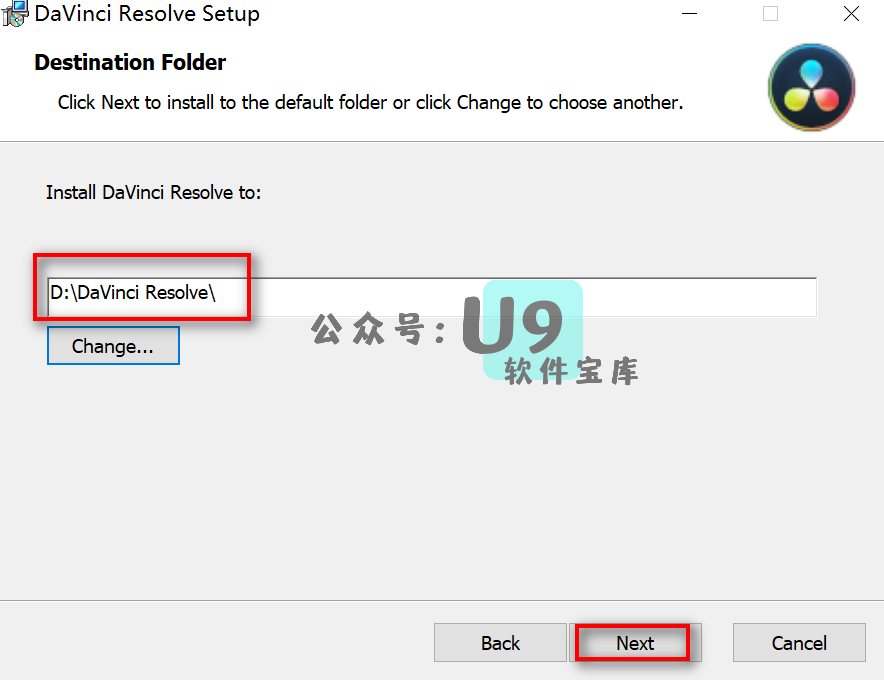 DaVinci Resolve Setup
Destination Folder
Click Next to install to the default folder or click Change to choose another.
Install DaVinci Resolve to:
D:\DaVinci Resolve\
Change...
公众号：U9
软件宝库
Back
Next
Cancel